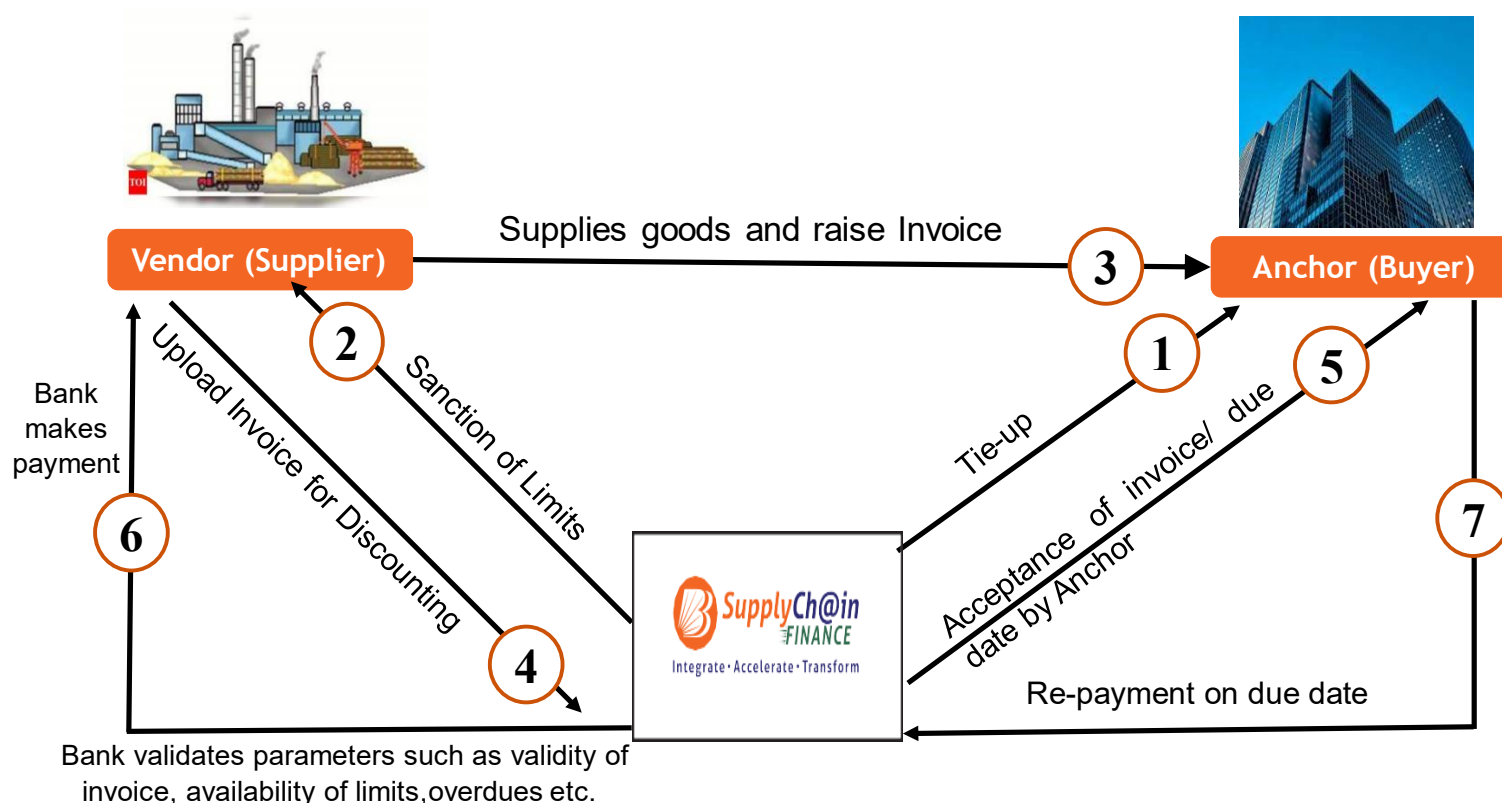 TOI
Supplies goods and raise Invoice
Vendor (Supplier)
3
Anchor (Buyer)
2
1
5
Upload Invoice for Discounting
Sanction of Limits
Tie-up
Acceptance of invoice/ due
date by Anchor
Bank
makes
payment
6
7
4
SupplyCh@in
FINANCE
Integrate・Accelerate・Transform
Re-payment on due date
Bank validates parameters such as validity of
invoice, availability of limits,overdues etc.